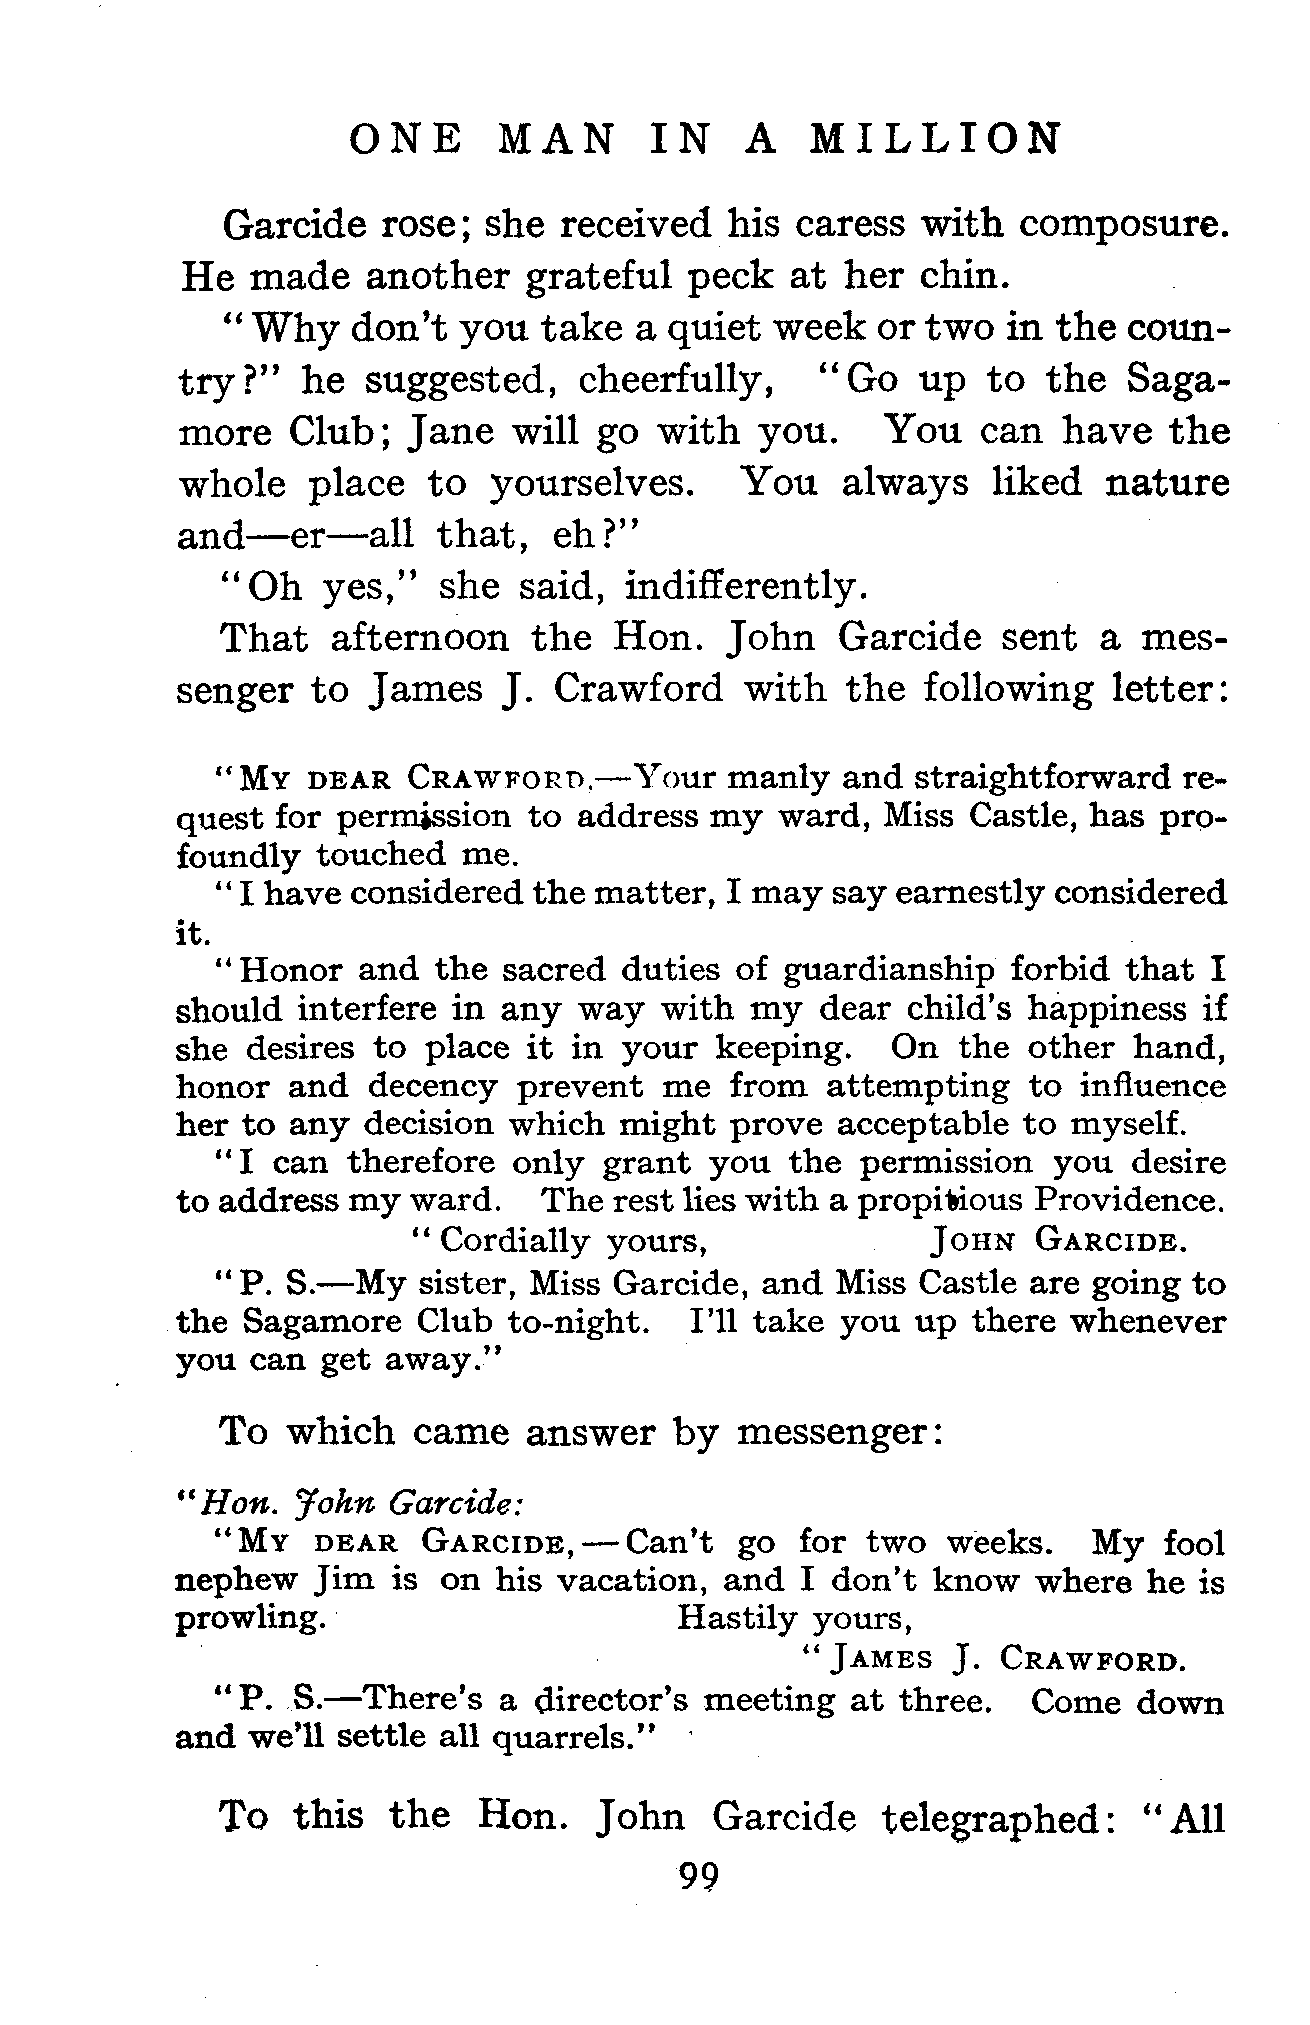 ONE MAN IN A MILLION
Garcide rose; she received his caress with composure.
He made another grateful peck at her chin.
"Why don't you take a quiet week or two in the coun-
try?" he suggested, cheerfully, "Go up to the Saga-
more Club; Jane will go with you. You can have the
whole place to yourselves. You always liked nature
and—er—all that, eh?"
"Oh yes," she said, indifferently.
That afternoon the Hon. John Garcide sent a mes-
senger to James J. Crawford with the following letter:
"MY DEAR CRAWFORD,—Your manly and straightforward re-
quest for permission to address my ward, Miss Castle, has pro-
foundly touched me.
"I have considered the matter, I may say earnestly considered
it.
"Honor and the sacred duties of guardianship forbid that I
should interfere in any way with my dear child's happiness if
she desires to place it in your keeping. On the other hand,
honor and decency prevent me from attempting to influence
her to any decision which might prove acceptable to myself.
"I can therefore only grant you the permission you desire
to address my ward. The rest lies with a propitious Providence.
"Cordially yours, JOHN GARCIDE.
"P. S.—My sister, Miss Garcide, and Miss Castle are going to
the Sagamore Club to-night. I'll take you up there whenever
you can get away."
To which came answer by messenger:
"Hon. John Garcide:
"MY DEAR GARCIDE,—Can't go for two weeks. My fool
nephew Jim is on his vacation, and I don't know where he is
prowling. Hastily yours,
"JAMES J. CRAWFORD.
"P. S.—There's a director's meeting at three. Come down
and we'll settle all quarrels."
To this the Hon. John Garcide telegraphed: "All
99